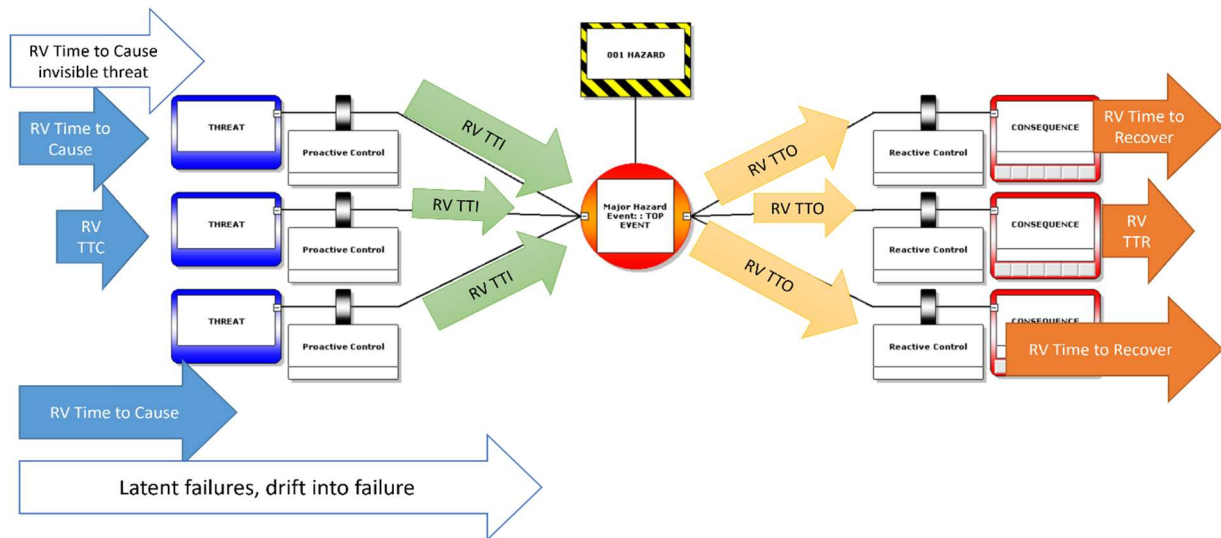 RV Time to Cause
invisible threat
001 HAZARD
RV Time to
Cause
THREAT
Proactive Control
RV TTI
RV TTO
Reactive Control
CONSEQUENCE
RV Time to
Recover
RV
TTC
THREAT
Proactive Control
RV TTI
Major Hazard
Event: : TOP
EVENT
RV TTO
Reactive Control
CONSEQUENCE
RV
TTR
THREAT
Proactive Control
RV TTI
RV TTO
Reactive Control
CONSEQUENCE
RV Time to Recover
RV Time to Cause
Latent failures, drift into failure